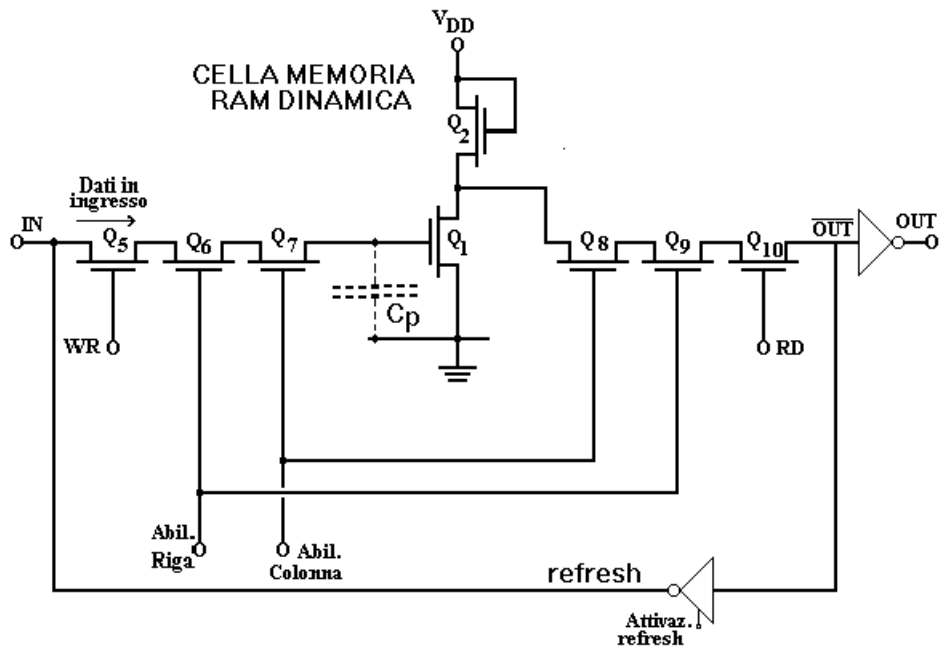 VDD
CELLA MEMORIA
RAM DINAMICA
Q2
Dati in
ingresso
IN
Q5
Q6
Q7
Q1
Q8
Q9
Q10
OUT
OUT
Cp
WR
RD
Abil.
Riga
Abil.
Colonna
refresh
Attivaz.
refresh